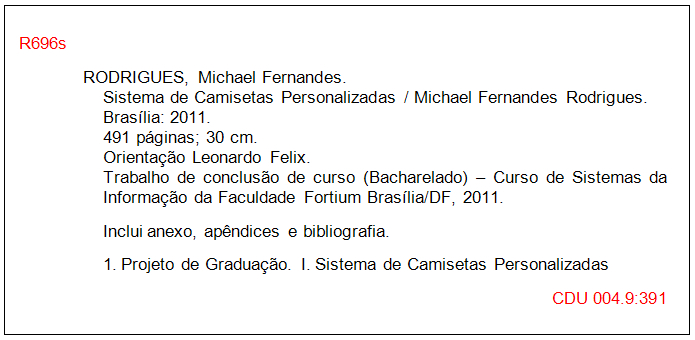 R696s
RODRIGUES, Michael Fernandes.
Sistema de Camisetas Personalizadas / Michael Fernandes Rodrigues.
Brasília: 2011.
491 páginas; 30 cm.
Orientação Leonardo Felix.
Trabalho de conclusão de curso (Bacharelado) – Curso de Sistemas da
Informação da Faculdade Fortium Brasília/DF, 2011.
Inclui anexo, apêndices e bibliografia.
1. Projeto de Graduação. I. Sistema de Camisetas Personalizadas
CDU 004.9:391